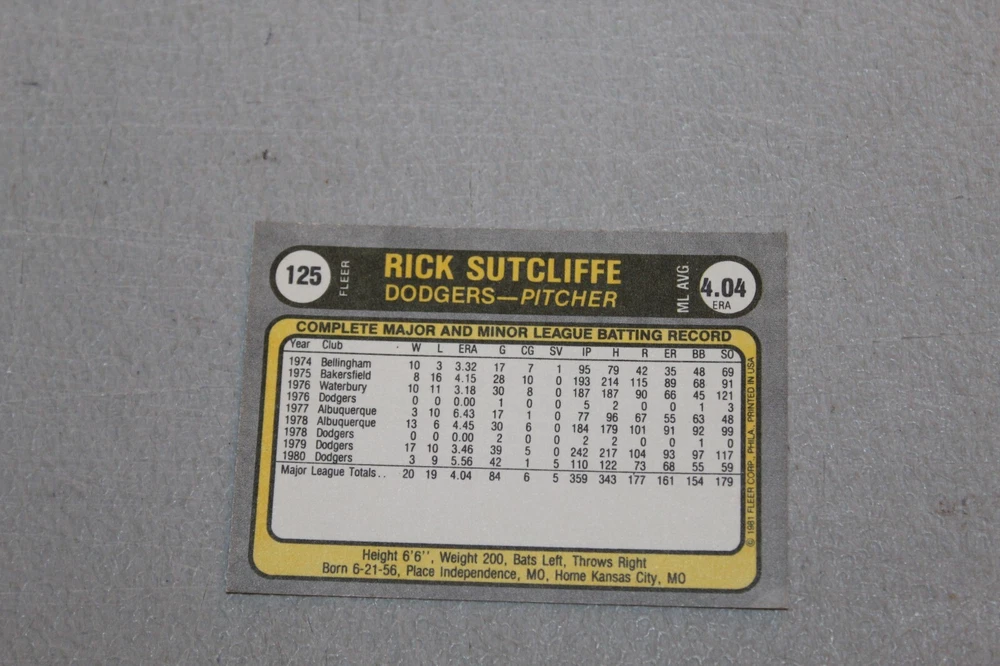 125
FLEER
RICK SUTCLIFFE
DODGERS—PITCHER
ML AVG.
4.04
ERA
COMPLETE MAJOR AND MINOR LEAGUE BATTING RECORD
Year Club W L ERA G CG SV IP H R ER BB SO
1974 Bellingham 10 3 3.32 17 7 1 95 79 42 35 48 69
1975 Bakersfield 8 16 4.15 28 10 0 193 214 115 89 68 91
1976 Waterbury 10 11 3.18 30 8 0 187 187 90 66 45 121
1976 Dodgers 0 0 0.00 1 0 0 5 2 0 0 1 3
1977 Albuquerque 3 10 6.43 17 1 0 77 96 67 55 63 48
1978 Albuquerque 13 6 4.45 30 6 0 184 179 101 91 92 99
1978 Dodgers 0 0 0.00 2 0 0 2 2 0 0 1 0
1979 Dodgers 17 10 3.46 39 5 0 242 217 104 93 97 117
1980 Dodgers 3 9 5.56 42 1 5 110 122 73 68 55 59
Major League Totals.. 20 19 4.04 84 6 5 359 343 177 161 154 179
© 1981 FLEER CORP., PHILA. PRINTED IN USA
Height 6'6'', Weight 200, Bats Left, Throws Right
Born 6-21-56, Place Independence, MO, Home Kansas City, MO